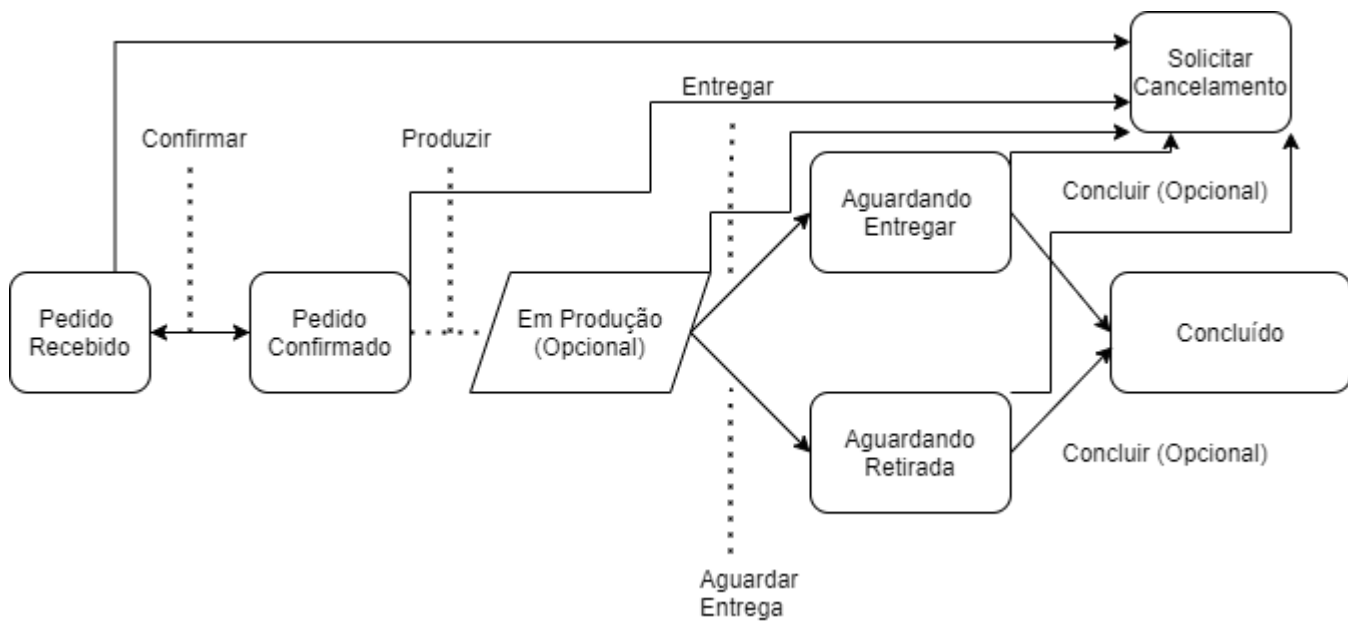 Solicitar
Cancelamento
Entregar
Confirmar
Produzir
Aguardando
Entregar
Concluir (Opcional)
Pedido
Recebido
Pedido
Confirmado
Em Produção
(Opcional)
Concluído
Aguardando
Retirada
Concluir (Opcional)
Aguardar
Entrega